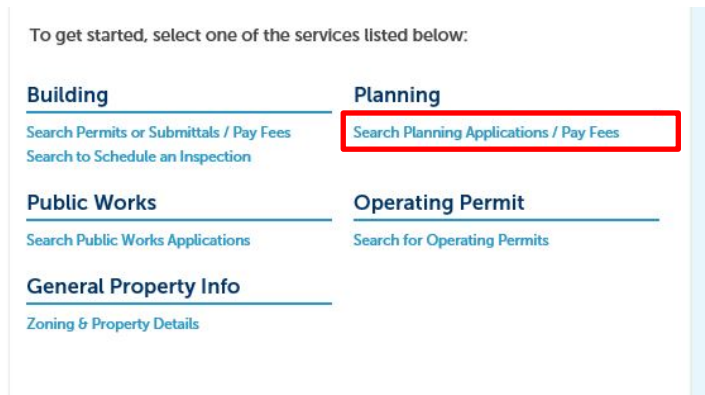 To get started, select one of the services listed below:
Building
Search Permits or Submittals / Pay Fees
Search to Schedule an Inspection
Planning
Search Planning Applications / Pay Fees
Public Works
Search Public Works Applications
Operating Permit
Search for Operating Permits
General Property Info
Zoning & Property Details